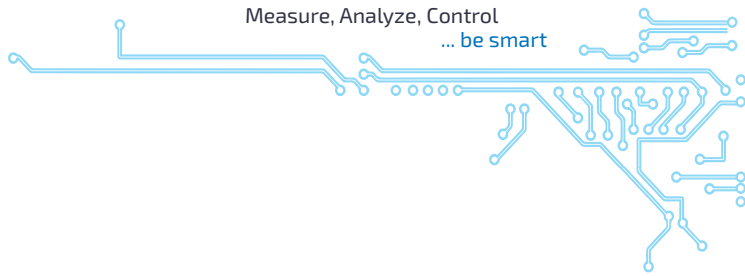 Measure, Analyze, Control
... be smart